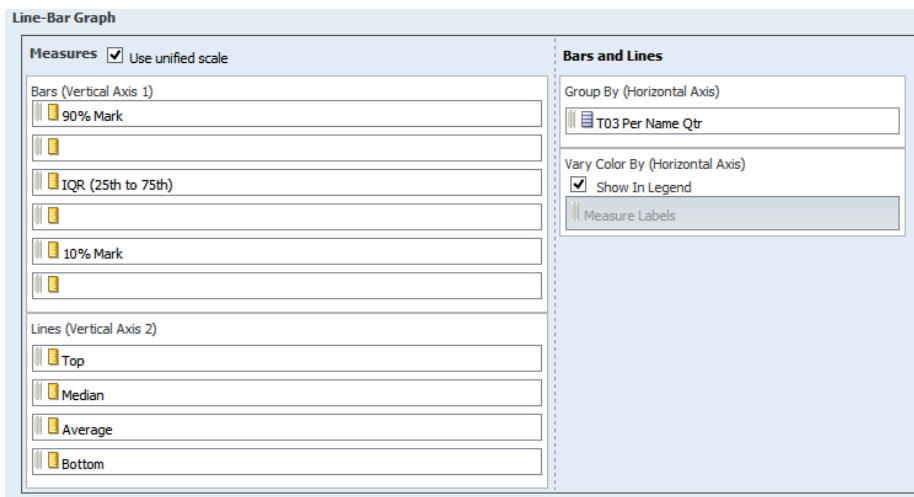 Line-Bar Graph
Measures Use unified scale
Bars (Vertical Axis 1)
90% Mark
IQR (25th to 75th)
10% Mark
Lines (Vertical Axis 2)
Top
Median
Average
Bottom
Bars and Lines
Group By (Horizontal Axis)
T03 Per Name Qtr
Vary Color By (Horizontal Axis)
Show In Legend
Measure Labels